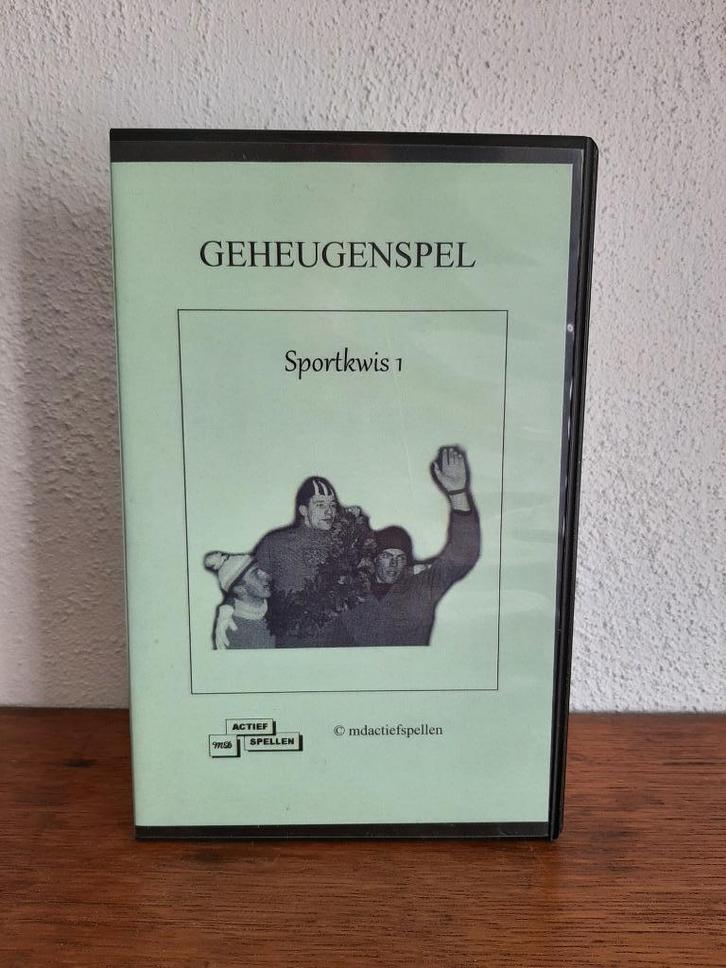 GEHEUGENSPEL
Sportkwis 1
ACTIEF
MD SPELLEN
© mdactiefspellen